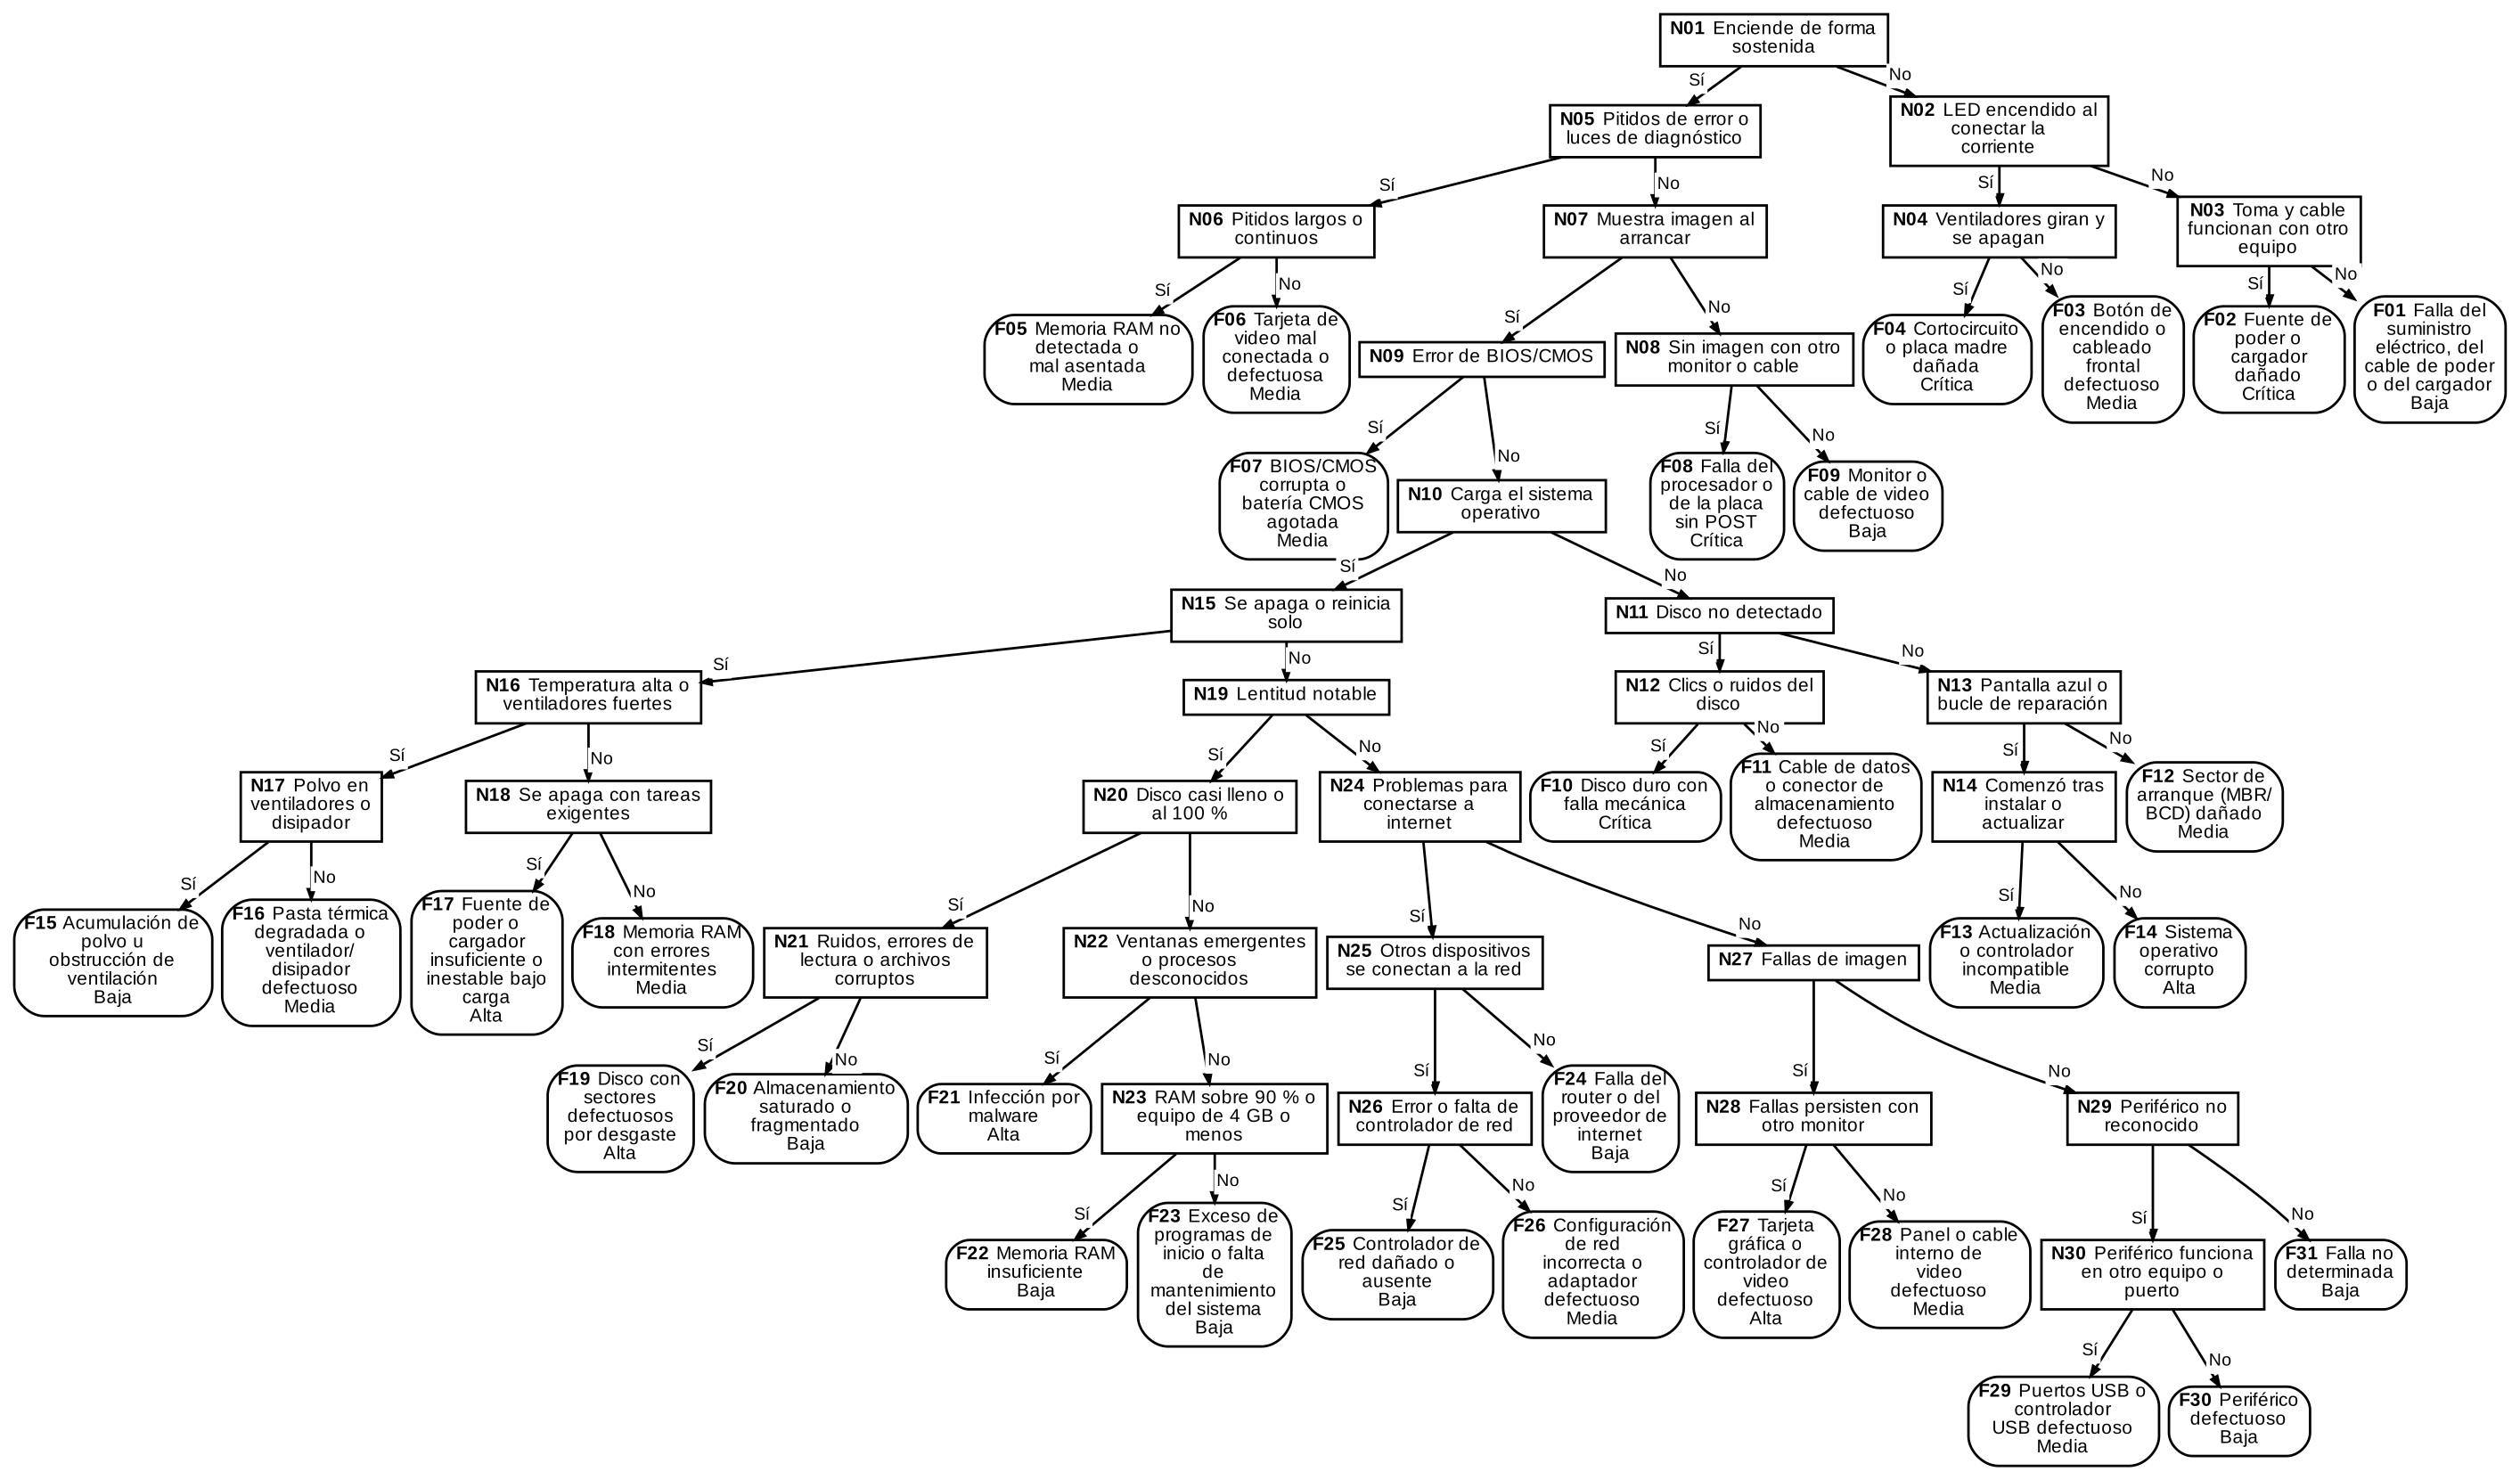 N01 Enciende de forma
sostenida
Sí
No
N05 Pitidos de error o
luces de diagnóstico
N02 LED encendido al
conectar la
corriente
Sí
No
Sí
No
N06 Pitidos largos o
continuos
N07 Muestra imagen al
arrancar
N04 Ventiladores giran y
se apagan
N03 Toma y cable
funcionan con otro
equipo
Sí
No
Sí
No
Sí
No
Sí
No
F05 Memoria RAM no
detectada o
mal asentada
Media
F06 Tarjeta de
video mal
conectada o
defectuosa
Media
N09 Error de BIOS/CMOS
N08 Sin imagen con otro
monitor o cable
F04 Cortocircuito
o placa madre
dañada
Crítica
F03 Botón de
encendido o
cableado
frontal
defectuoso
Media
F02 Fuente de
poder o
cargador
dañado
Crítica
F01 Falla del
suministro
eléctrico, del
cable de poder
o del cargador
Baja
Sí
No
Sí
No
F07 BIOS/CMOS
corrupta o
batería CMOS
agotada
Media
N10 Carga el sistema
operativo
F08 Falla del
procesador o
de la placa
sin POST
Crítica
F09 Monitor o
cable de video
defectuoso
Baja
Sí
No
N15 Se apaga o reinicia
solo
N11 Disco no detectado
Sí
No
Sí
No
N16 Temperatura alta o
ventiladores fuertes
N19 Lentitud notable
N12 Clics o ruidos del
disco
N13 Pantalla azul o
bucle de reparación
Sí
No
Sí
No
Sí
No
Sí
No
N17 Polvo en
ventiladores o
disipador
N18 Se apaga con tareas
exigentes
N20 Disco casi lleno o
al 100 %
N24 Problemas para
conectarse a
internet
F10 Disco duro con
falla mecánica
Crítica
F11 Cable de datos
o conector de
almacenamiento
defectuoso
Media
N14 Comenzó tras
instalar o
actualizar
F12 Sector de
arranque (MBR/
BCD) dañado
Media
Sí
No
Sí
No
Sí
No
Sí
No
Sí
No
F15 Acumulación de
polvo u
obstrucción de
ventilación
Baja
F16 Pasta térmica
degradada o
ventilador/
disipador
defectuoso
Media
F17 Fuente de
poder o
cargador
insuficiente o
inestable bajo
carga
Alta
F18 Memoria RAM
con errores
intermitentes
Media
N21 Ruidos, errores de
lectura o archivos
corruptos
N22 Ventanas emergentes
o procesos
desconocidos
N25 Otros dispositivos
se conectan a la red
N27 Fallas de imagen
F13 Actualización
o controlador
incompatible
Media
F14 Sistema
operativo
corrupto
Alta
Sí
No
Sí
No
Sí
No
Sí
No
F19 Disco con
sectores
defectuosos
por desgaste
Alta
F20 Almacenamiento
saturado o
fragmentado
Baja
F21 Infección por
malware
Alta
N23 RAM sobre 90 % o
equipo de 4 GB o
menos
N26 Error o falta de
controlador de red
F24 Falla del
router o del
proveedor de
internet
Baja
N28 Fallas persisten con
otro monitor
N29 Periférico no
reconocido
Sí
No
Sí
No
Sí
No
Sí
No
F22 Memoria RAM
insuficiente
Baja
F23 Exceso de
programas de
inicio o falta
de
mantenimiento
del sistema
Baja
F25 Controlador de
red dañado o
ausente
Baja
F26 Configuración
de red
incorrecta o
adaptador
defectuoso
Media
F27 Tarjeta
gráfica o
controlador de
video
defectuoso
Alta
F28 Panel o cable
interno de
video
defectuoso
Media
N30 Periférico funciona
en otro equipo o
puerto
F31 Falla no
determinada
Baja
Sí
No
F29 Puertos USB o
controlador
USB defectuoso
Media
F30 Periférico
defectuoso
Baja